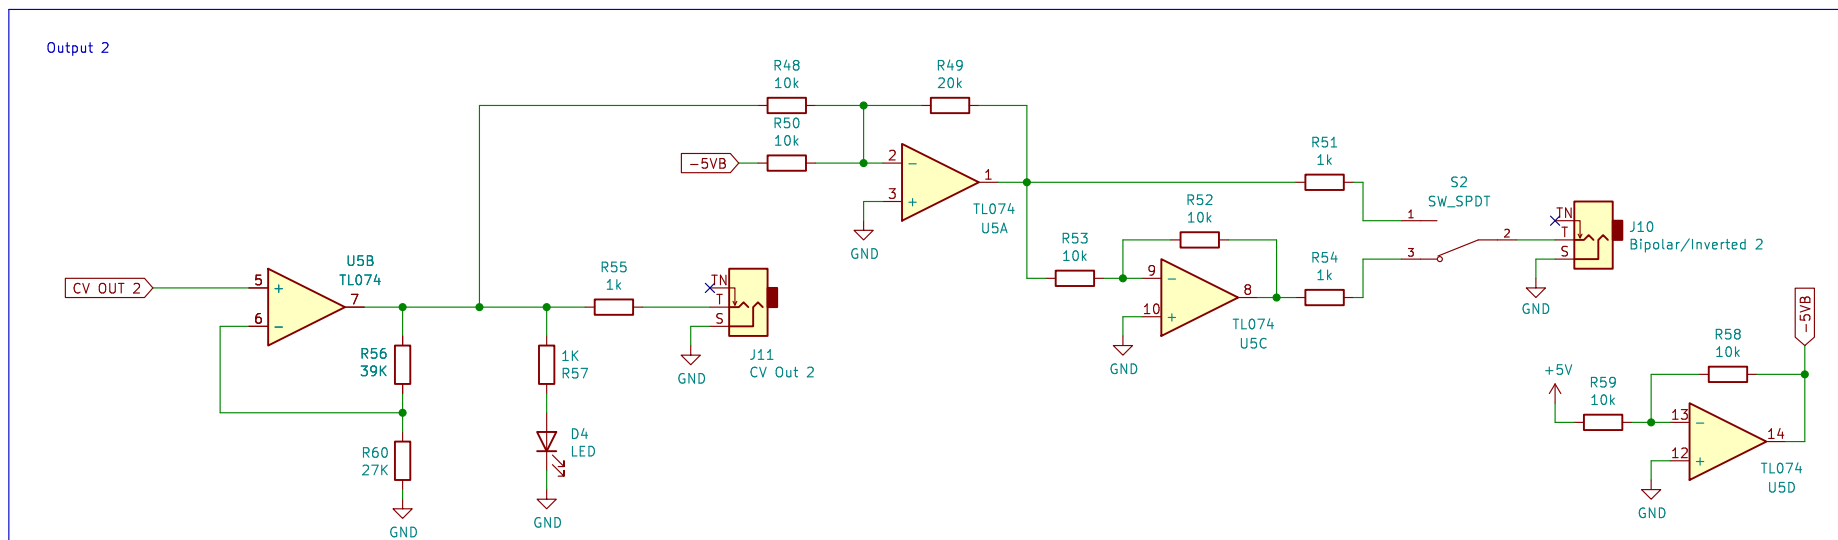 Output 2
R48
10k
R49
20k
R50
10k
-5VB
2
-
3
+
1
TL074
U5A
GND
R51
1k
S2
SW_SPDT
1
2
3
TN
T
S
J10
Bipolar/Inverted 2
GND
R52
10k
R53
10k
9
-
10
+
8
TL074
U5C
GND
R54
1k
CV OUT 2
U5B
TL074
5
+
6
-
7
R55
1k
TN
T
S
J11
CV Out 2
GND
R56
39K
1K
R57
D4
LED
GND
R60
27K
GND
-5VB
R58
10k
+5V
R59
10k
13
-
12
+
14
TL074
U5D
GND